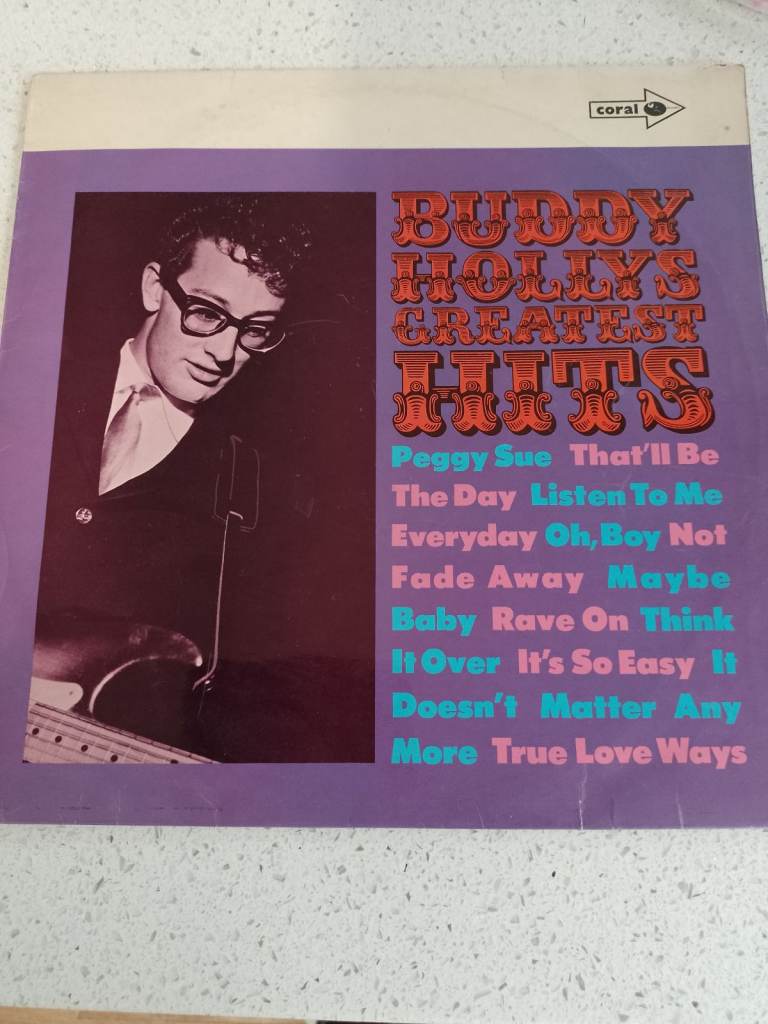 coral
BUDDY
HOLLYS
GREATEST
HITS
Peggy Sue That'll Be
The Day Listen To Me
Everyday Oh, Boy Not
Fade Away Maybe
Baby Rave On Think
It Over It's So Easy It
Doesn't Matter Any
More True Love Ways